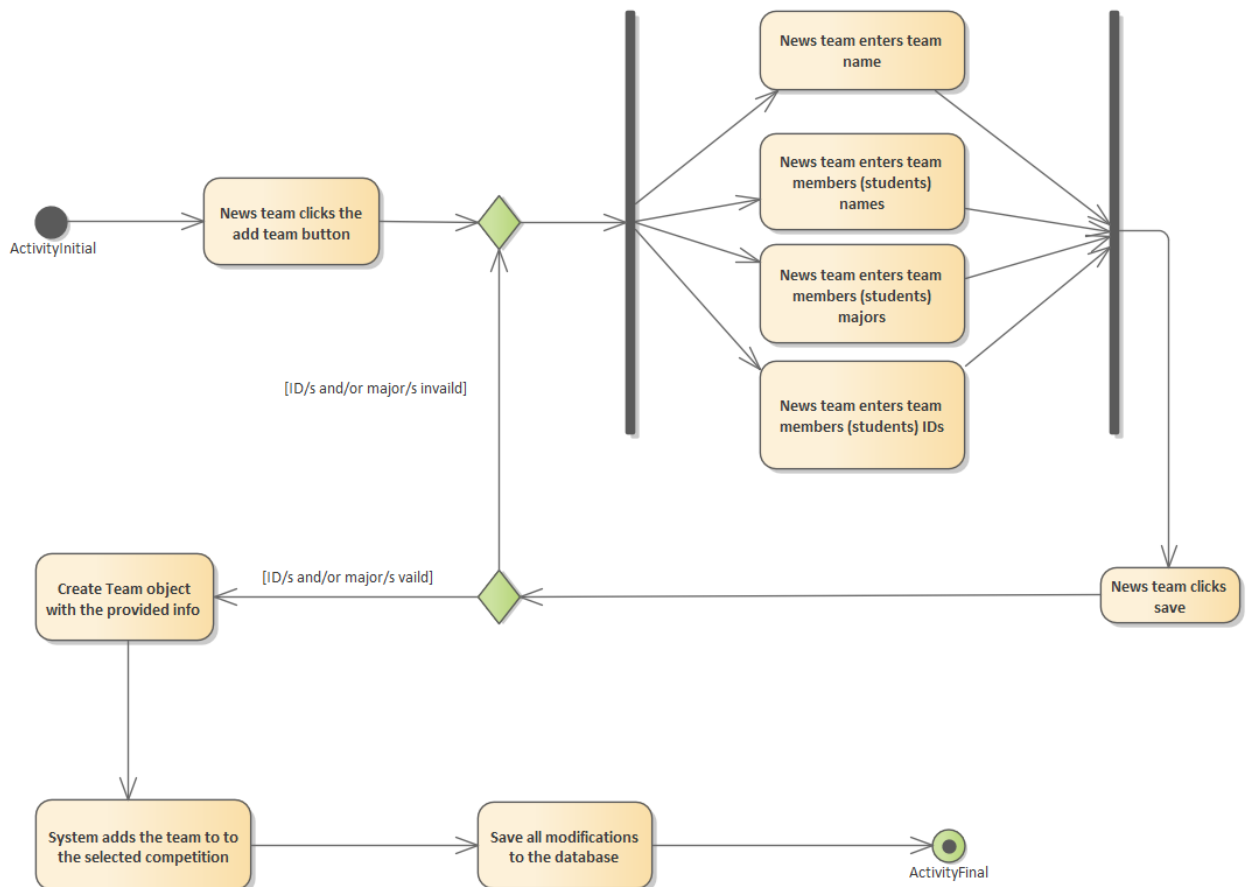 News team enters team
name
News team enters team
members (students)
names
News team clicks the
add team button
ActivityInitial
News team enters team
members (students)
majors
[ID/s and/or major/s invaild]
News team enters team
members (students) IDs
Create Team object
with the provided info
[ID/s and/or major/s vaild]
News team clicks
save
System adds the team to to
the selected competition
Save all modifications
to the database
ActivityFinal